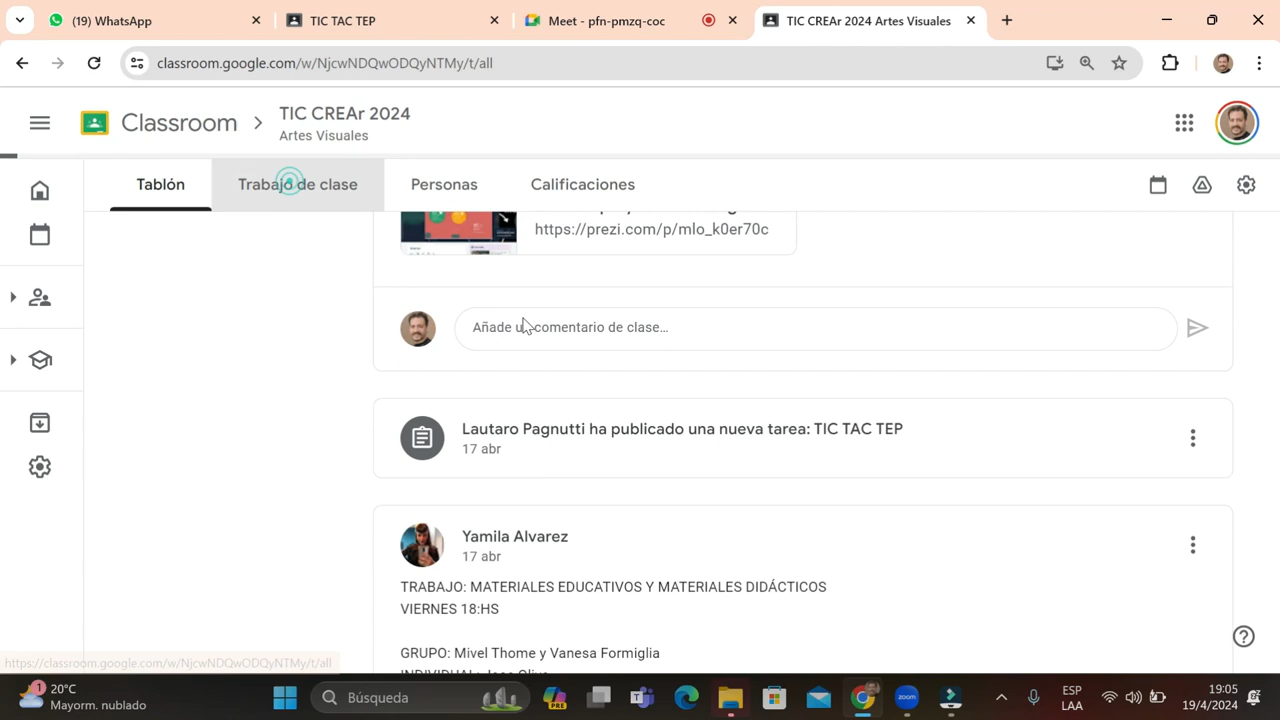 (19) WhatsApp
TIC TAC TEP
Meet - pfn-pmzq-coc
TIC CREAr 2024 Artes Visuales
classroom.google.com/w/NjcwNDQwODQyNTMy/t/all
Classroom
TIC CREAr 2024
Artes Visuales
Tablón
Trabajo de clase
Personas
Calificaciones
https://prezi.com/p/mlo_k0er70c
Añade un comentario de clase...
Lautaro Pagnutti ha publicado una nueva tarea: TIC TAC TEP
17 abr
Yamila Alvarez
17 abr
TRABAJO: MATERIALES EDUCATIVOS Y MATERIALES DIDÁCTICOS
VIERNES 18:HS
GRUPO: Mivel Thome y Vanesa Formiglia
https://classroom.google.com/w/NjcwNDQwODQyNTMy/t/all
1
20°C
Mayorm. nublado
Búsqueda
zoom
ESP
LAA
19:05
19/4/2024